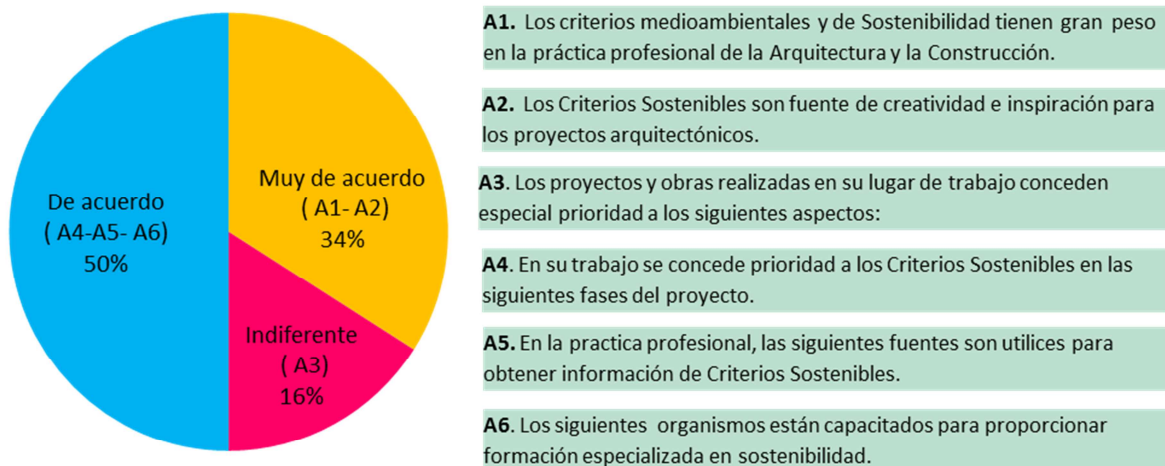 De acuerdo
( A4-A5- A6)
50%
Muy de acuerdo
( A1- A2)
34%
Indiferente
( A3)
16%
A1. Los criterios medioambientales y de Sostenibilidad tienen gran peso
en la práctica profesional de la Arquitectura y la Construcción.
A2. Los Criterios Sostenibles son fuente de creatividad e inspiración para
los proyectos arquitectónicos.
A3. Los proyectos y obras realizadas en su lugar de trabajo conceden
especial prioridad a los siguientes aspectos:
A4. En su trabajo se concede prioridad a los Criterios Sostenibles en las
siguientes fases del proyecto.
A5. En la practica profesional, las siguientes fuentes son utilices para
obtener información de Criterios Sostenibles.
A6. Los siguientes organismos están capacitados para proporcionar
formación especializada en sostenibilidad.